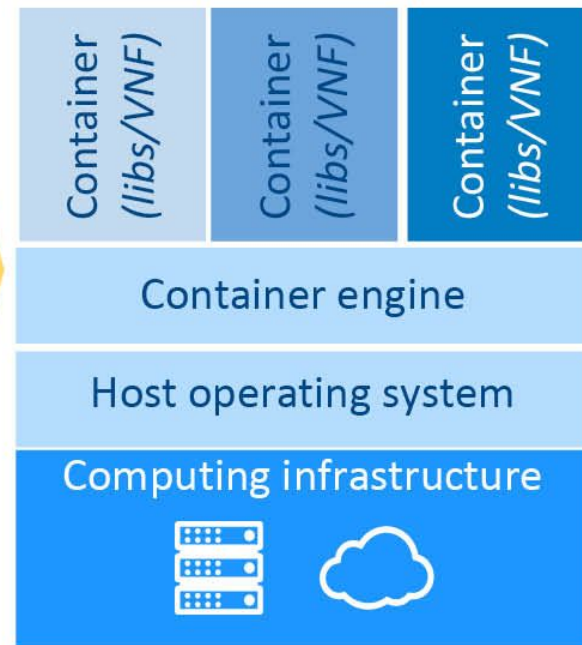 Container
(libs/VNF)
Container
(libs/VNF)
Container
(libs/VNF)
Container engine
Host operating system
Computing infrastructure